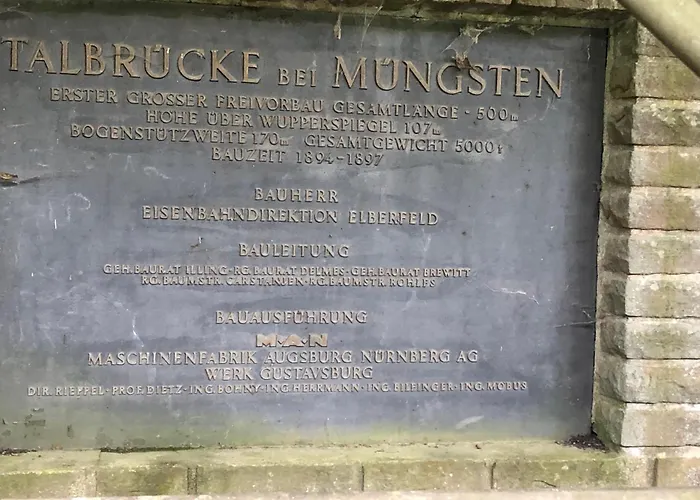 TALBRÜCKE BEI MÜNGSTEN
ERSTER GROSSER FREIVORBAU GESAMTLÄNGE · 500m
HÖHE ÜBER WUPPERSPIEGEL 107m
BOGENSTÜTZWEITE 170m GESAMTGEWICHT 5000t
BAUZEIT 1894-1897
BAUHERR
EISENBAHNDIREKTION ELBERFELD
BAULEITUNG
GEH. BAURAT ILLING · RG. BAURAT DELMES · GEH. BAURAT BREWITT
RG. BAUMSTR. CARSTANJEN · RG. BAUMSTR. ROHLFS
BAUAUSFÜHRUNG
M·A·N
MASCHINENFABRIK AUGSBURG NÜRNBERG AG
WERK GUSTAVSBURG
DIR. RIEPPEL · PROF. DIETZ · ING. BOHNY · ING. HERRMANN · ING. BILFINGER · ING. MÖBUS